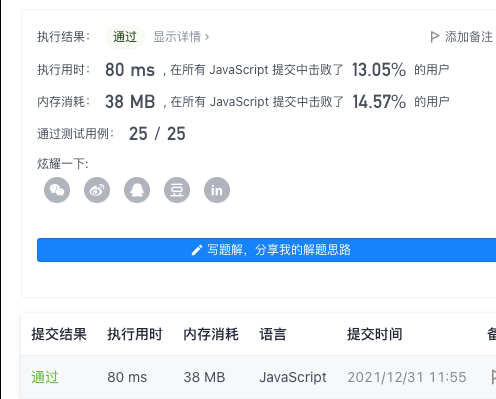 执行结果： 通过 显示详情 › 添加备注
执行用时： 80 ms , 在所有 JavaScript 提交中击败了 13.05% 的用户
内存消耗： 38 MB , 在所有 JavaScript 提交中击败了 14.57% 的用户
通过测试用例： 25 / 25
炫耀一下:
豆 in
写题解，分享我的解题思路
提交结果 执行用时 内存消耗 语言 提交时间
通过 80 ms 38 MB JavaScript 2021/12/31 11:55